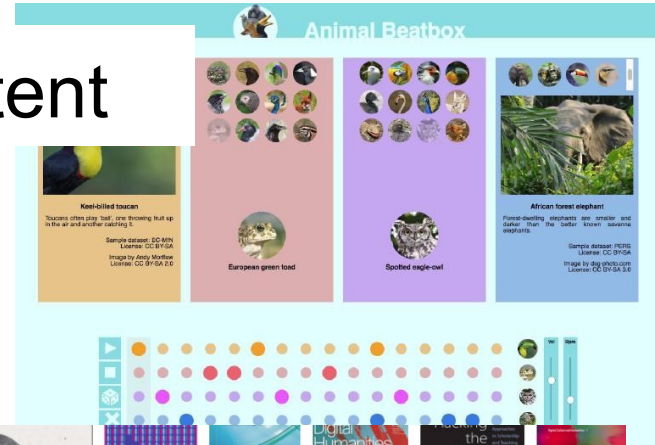 Animal Beatbox
tent
Keel-billed toucan
Toucans often play 'ball', one throwing fruit up
in the air and another catching it.
Sample dataset: EC-MIN
License: CC BY-SA
Image by Andy Morffew
License: CC BY-SA 2.0
European green toad
Spotted eagle-owl
African forest elephant
Forest-dwelling elephants are smaller and
darker than the better known savanna
elephants.
License: CC BY-SA
Image by dsg-photo.com
License: CC BY-SA 3.0
Vol
Digital
Humanities
the